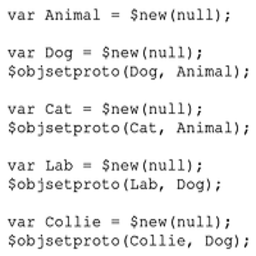 var Animal = $new(null);
var Dog = $new(null);
$objsetproto(Dog, Animal);
var Cat = $new(null);
$objsetproto(Cat, Animal);
var Lab = $new(null);
$objsetproto(Lab, Dog);
var Collie = $new(null);
$objsetproto(Collie, Dog);